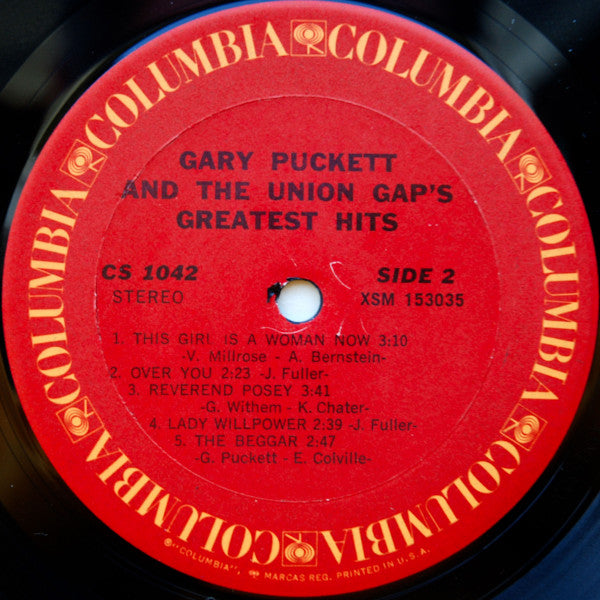 COLUMBIA COLUMBIA COLUMBIA COLUMBIA COLUMBIA COLUMBIA
GARY PUCKETT
AND THE UNION GAP'S
GREATEST HITS
CS 1042 SIDE 2
STEREO XSM 153035
1. THIS GIRL IS A WOMAN NOW 3:10
-V. Millrose - A. Bernstein-
2. OVER YOU 2:23 -J. Fuller-
3. REVEREND POSEY 3:41
-G. Withem - K. Chater-
4. LADY WILLPOWER 2:39 -J. Fuller-
5. THE BEGGAR 2:47
-G. Puckett - E. Colville-
®"COLUMBIA", MARCAS REG. PRINTED IN U.S.A.